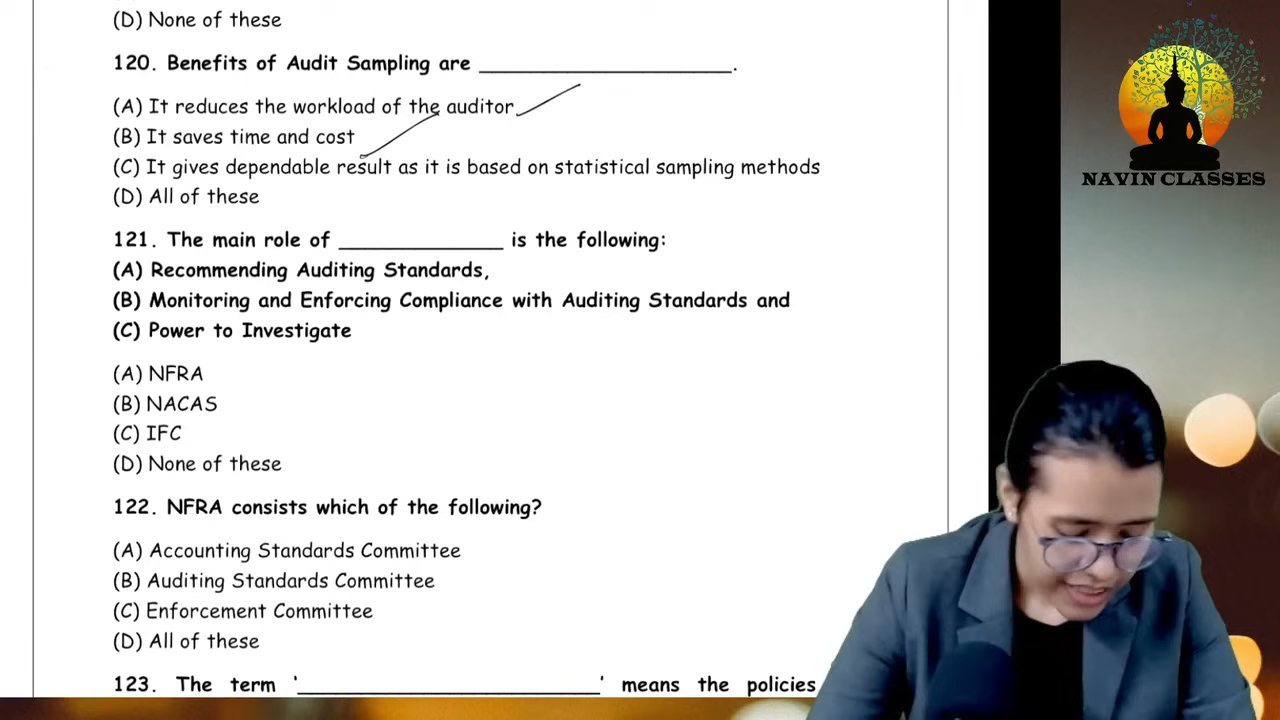 (D) None of these
120. Benefits of Audit Sampling are ______________________.
(A) It reduces the workload of the auditor
(B) It saves time and cost
(C) It gives dependable result as it is based on statistical sampling methods
(D) All of these
121. The main role of ______________ is the following:
(A) Recommending Auditing Standards,
(B) Monitoring and Enforcing Compliance with Auditing Standards and
(C) Power to Investigate
(A) NFRA
(B) NACAS
(C) IFC
(D) None of these
122. NFRA consists which of the following?
(A) Accounting Standards Committee
(B) Auditing Standards Committee
(C) Enforcement Committee
(D) All of these
123. The term '__________________________' means the policies
NAVIN CLASSES